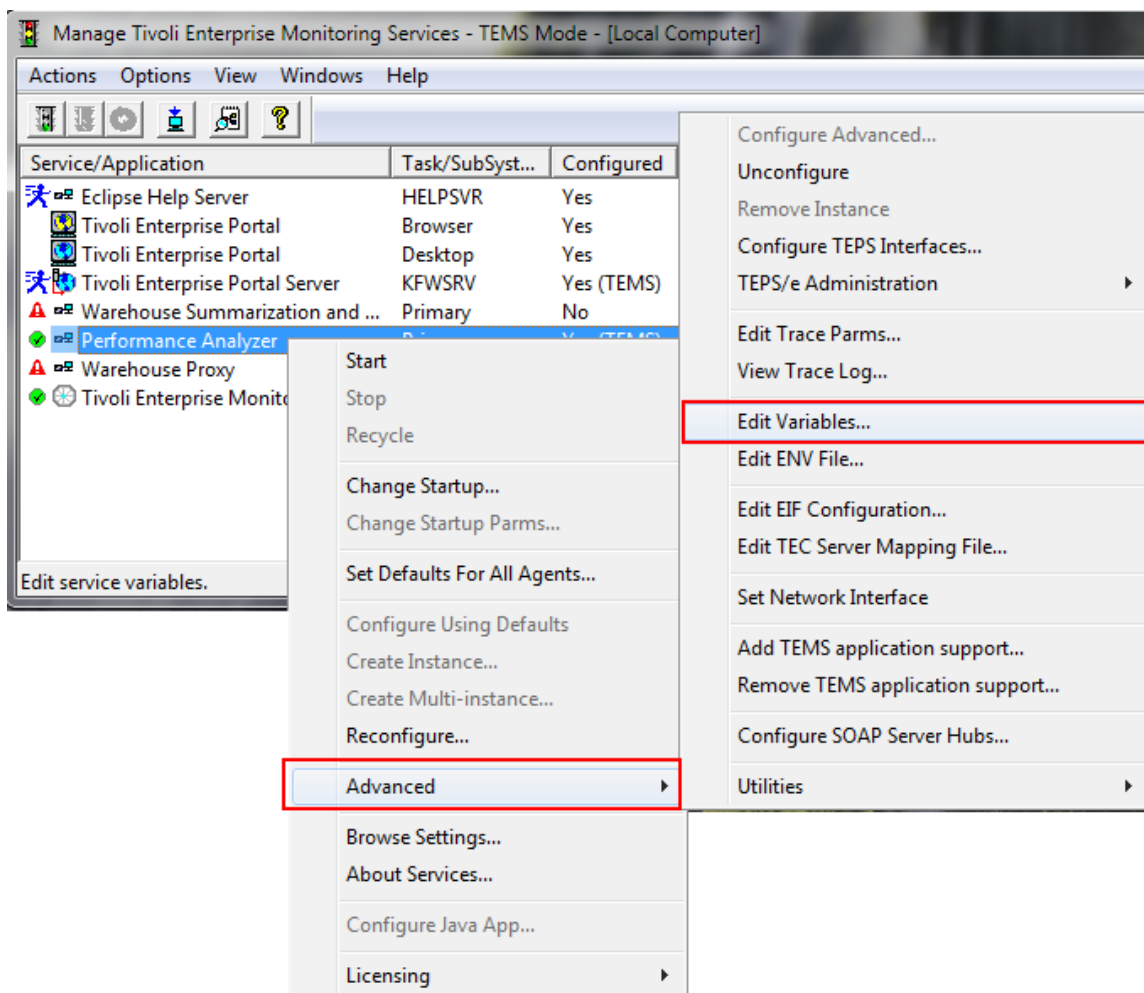 Manage Tivoli Enterprise Monitoring Services - TEMS Mode - [Local Computer]
Actions Options View Windows Help
Service/Application Task/SubSyst... Configured
Eclipse Help Server HELPSVR Yes
Tivoli Enterprise Portal Browser Yes
Tivoli Enterprise Portal Desktop Yes
Tivoli Enterprise Portal Server KFWSRV Yes (TEMS)
Warehouse Summarization and ... Primary No
Performance Analyzer
Warehouse Proxy
Tivoli Enterprise
Edit service variables.
Start
Stop
Recycle
Change Startup...
Change Startup Parms...
Set Defaults For All Agents...
Configure Using Defaults
Create Instance...
Create Multi-instance...
Reconfigure...
Advanced
Browse Settings...
About Services...
Configure Java App...
Licensing
Configure Advanced...
Unconfigure
Remove Instance
Configure TEPS Interfaces...
TEPS/e Administration
Edit Trace Parms...
View Trace Log...
Edit Variables...
Edit ENV File...
Edit EIF Configuration...
Edit TEC Server Mapping File...
Set Network Interface
Add TEMS application support...
Remove TEMS application support...
Configure SOAP Server Hubs...
Utilities